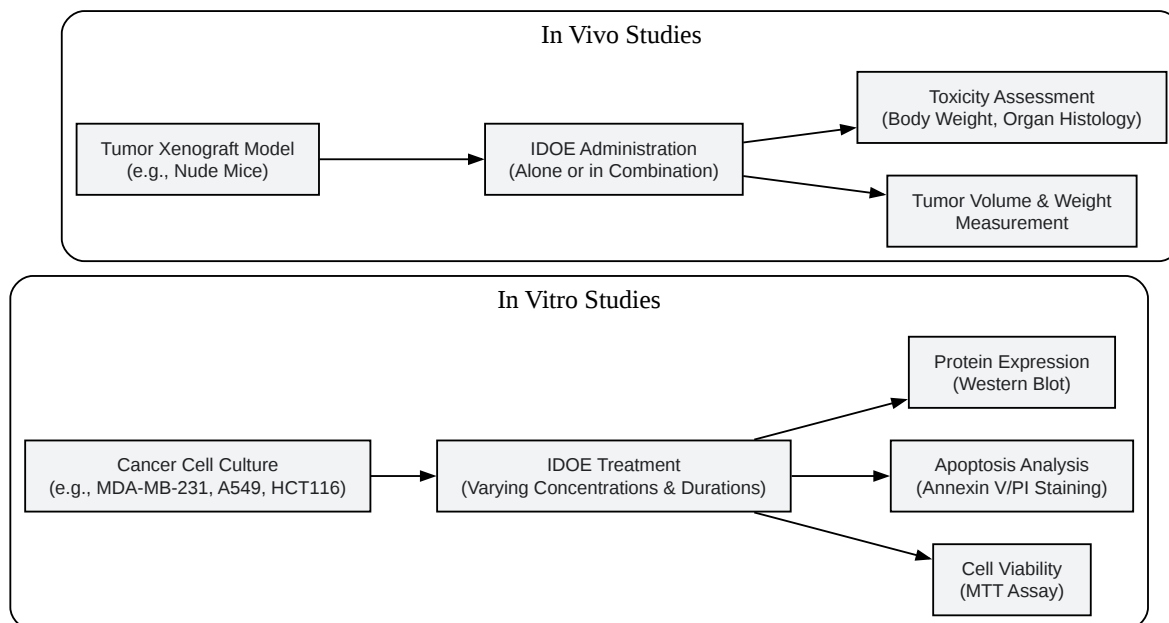 In Vivo Studies
Tumor Xenograft Model
(e.g., Nude Mice)
IDOE Administration
(Alone or in Combination)
Toxicity Assessment
(Body Weight, Organ Histology)
Tumor Volume & Weight
Measurement
In Vitro Studies
Cancer Cell Culture
(e.g., MDA-MB-231, A549, HCT116)
IDOE Treatment
(Varying Concentrations & Durations)
Protein Expression
(Western Blot)
Apoptosis Analysis
(Annexin V/PI Staining)
Cell Viability
(MTT Assay)